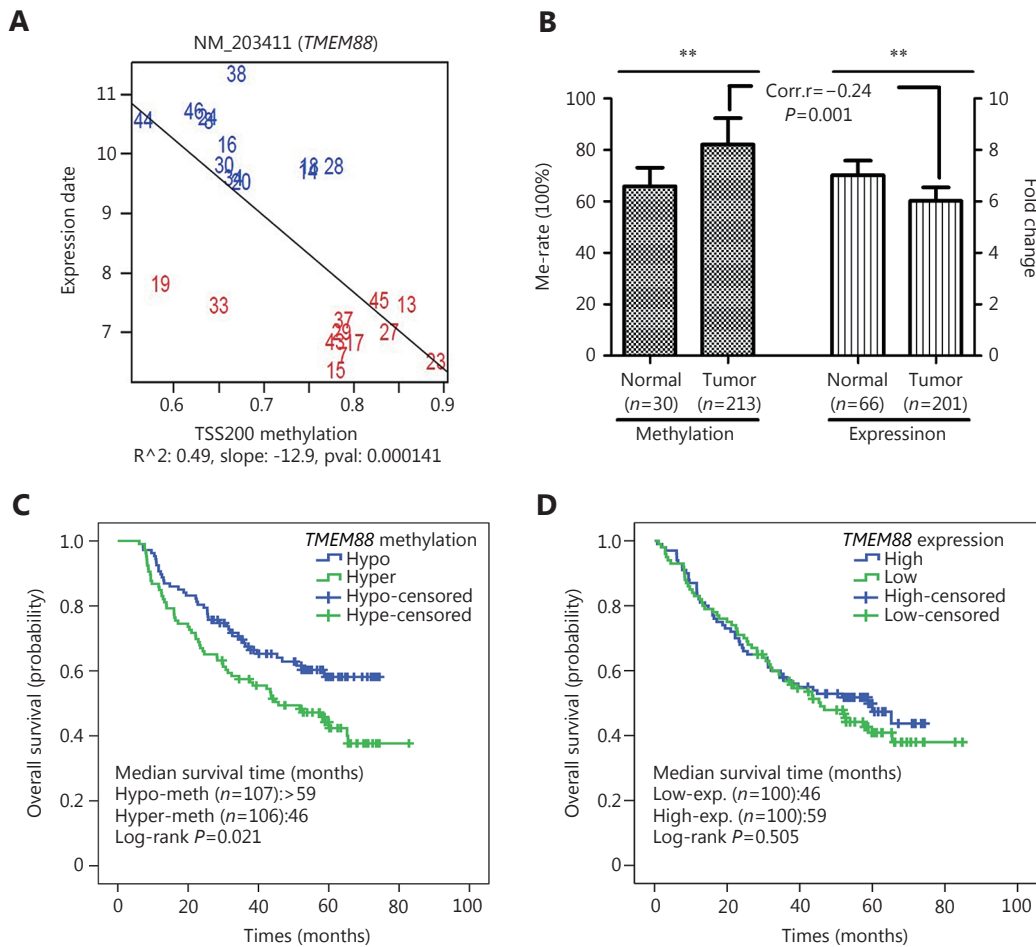 A
NM_203411 (TMEM88)
Expression date
11
10
9
8
7
38
46
24
8
44
16
30
34
20
18
14
28
19
33
45
13
37
29
27
43
17
7
15
23
0.6
0.7
0.8
0.9
TSS200 methylation
R^2: 0.49, slope: -12.9, pval: 0.000141
B
**
**
Corr.r=−0.24
P=0.001
Me-rate (100%)
100
80
60
40
20
0
10
8
6
4
2
0
Fold change
Normal Tumor Normal Tumor
(n=30) (n=213) (n=66) (n=201)
Methylation Expressinon
C
Overall survival (probability)
1.0
0.8
0.6
0.4
0.2
0
TMEM88 methylation
Hypo
Hyper
Hypo-censored
Hype-censored
Median survival time (months)
Hypo-meth (n=107):>59
Hyper-meth (n=106):46
Log-rank P=0.021
0 20 40 60 80 100
Times (months)
D
Overall survival (probability)
1.0
0.8
0.6
0.4
0.2
0
TMEM88 expression
High
Low
High-censored
Low-censored
Median survival time (months)
Low-exp. (n=100):46
High-exp. (n=100):59
Log-rank P=0.505
0 20 40 60 80 100
Times (months)